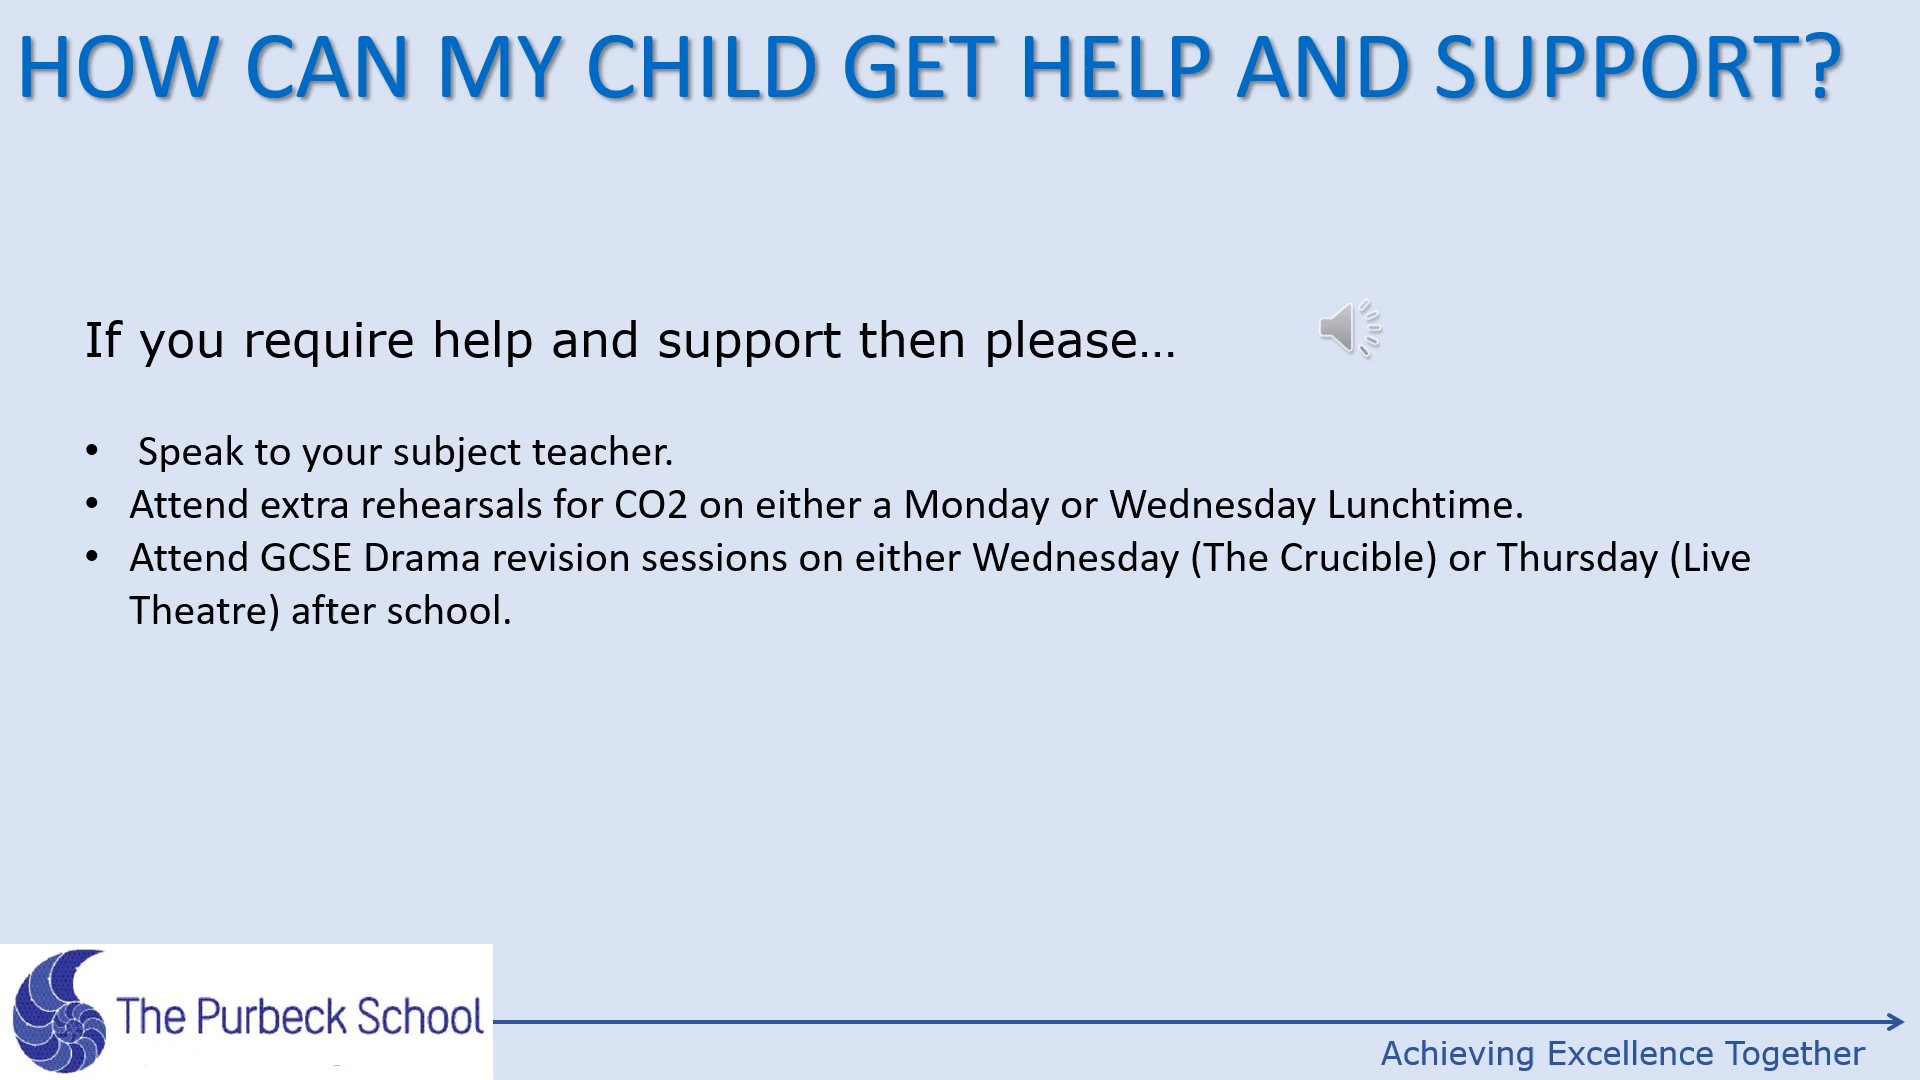 HOW CAN MY CHILD GET HELP AND SUPPORT?
If you require help and support then please…
• Speak to your subject teacher.
• Attend extra rehearsals for CO2 on either a Monday or Wednesday Lunchtime.
• Attend GCSE Drama revision sessions on either Wednesday (The Crucible) or Thursday (Live
Theatre) after school.
The Purbeck School
Achieving Excellence Together